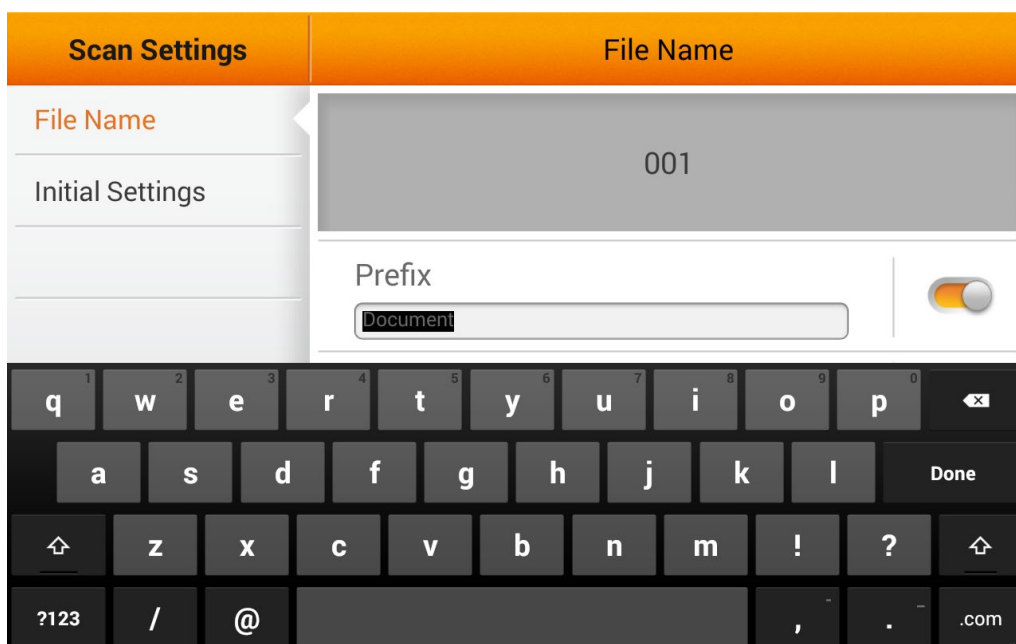 Scan Settings
File Name
File Name
Initial Settings
001
Prefix
Document
1 2 3 4 5 6 7 8 9 0
q w e r t y u i o p
a s d f g h j k l Done
z x c v b n m ! ?
?123 / @ , . .com